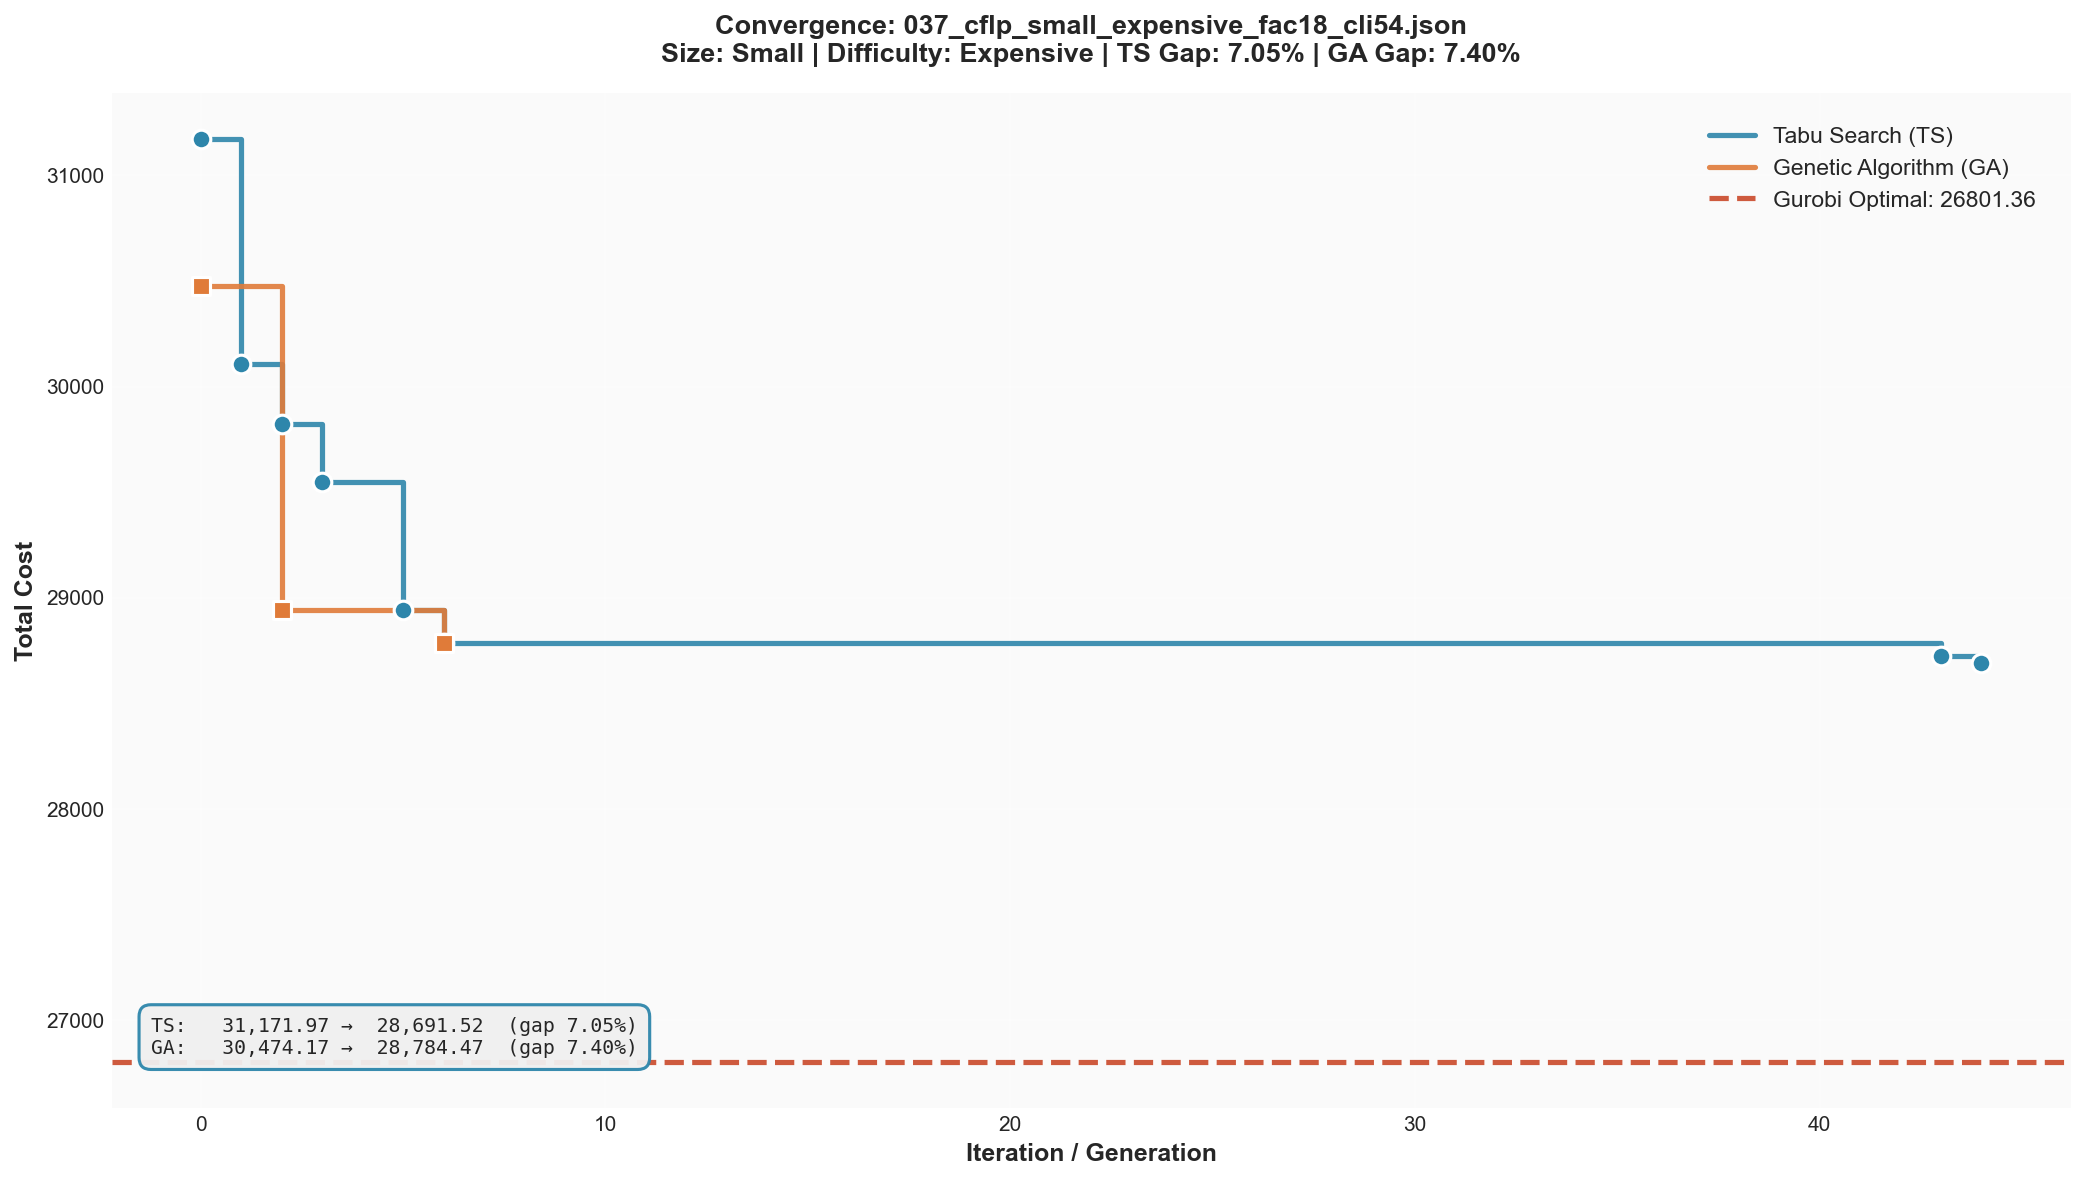 Convergence: 037_cflp_small_expensive_fac18_cli54.json
Size: Small | Difficulty: Expensive | TS Gap: 7.05% | GA Gap: 7.40%
Tabu Search (TS)
Genetic Algorithm (GA)
Gurobi Optimal: 26801.36
Total Cost
31000
30000
29000
28000
27000
TS: 31,171.97 → 28,691.52 (gap 7.05%)
GA: 30,474.17 → 28,784.47 (gap 7.40%)
0 10 20 30 40
Iteration / Generation